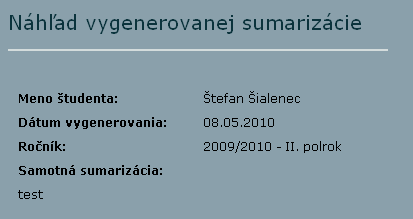 Náhľad vygenerovanej sumarizácie
Meno študenta: Štefan Šialenec
Dátum vygenerovania: 08.05.2010
Ročník: 2009/2010 - II. polrok
Samotná sumarizácia:
test